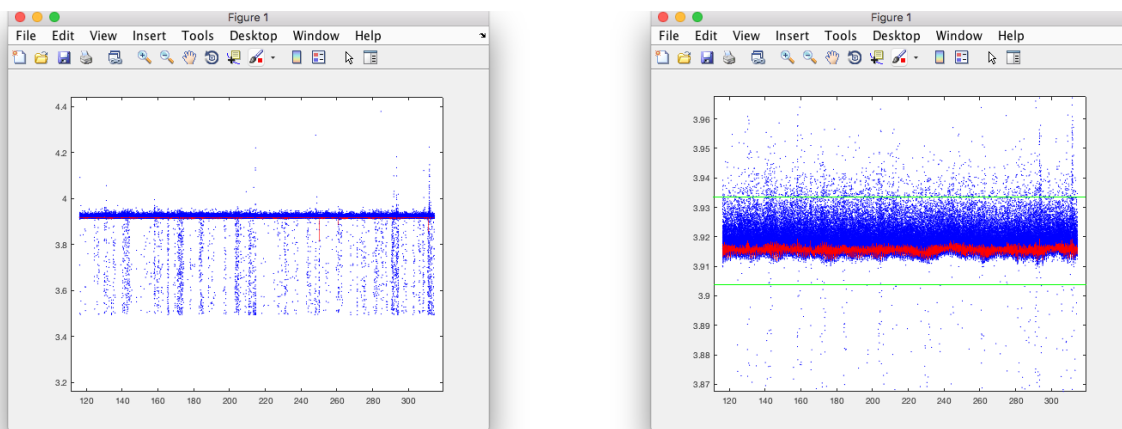 Figure 1
File Edit View Insert Tools Desktop Window Help
4.4
4.2
4
3.8
3.6
3.4
3.2
120 140 160 180 200 220 240 260 280 300
Figure 1
File Edit View Insert Tools Desktop Window Help
3.96
3.95
3.94
3.93
3.92
3.91
3.9
3.89
3.88
3.87
120 140 160 180 200 220 240 260 280 300